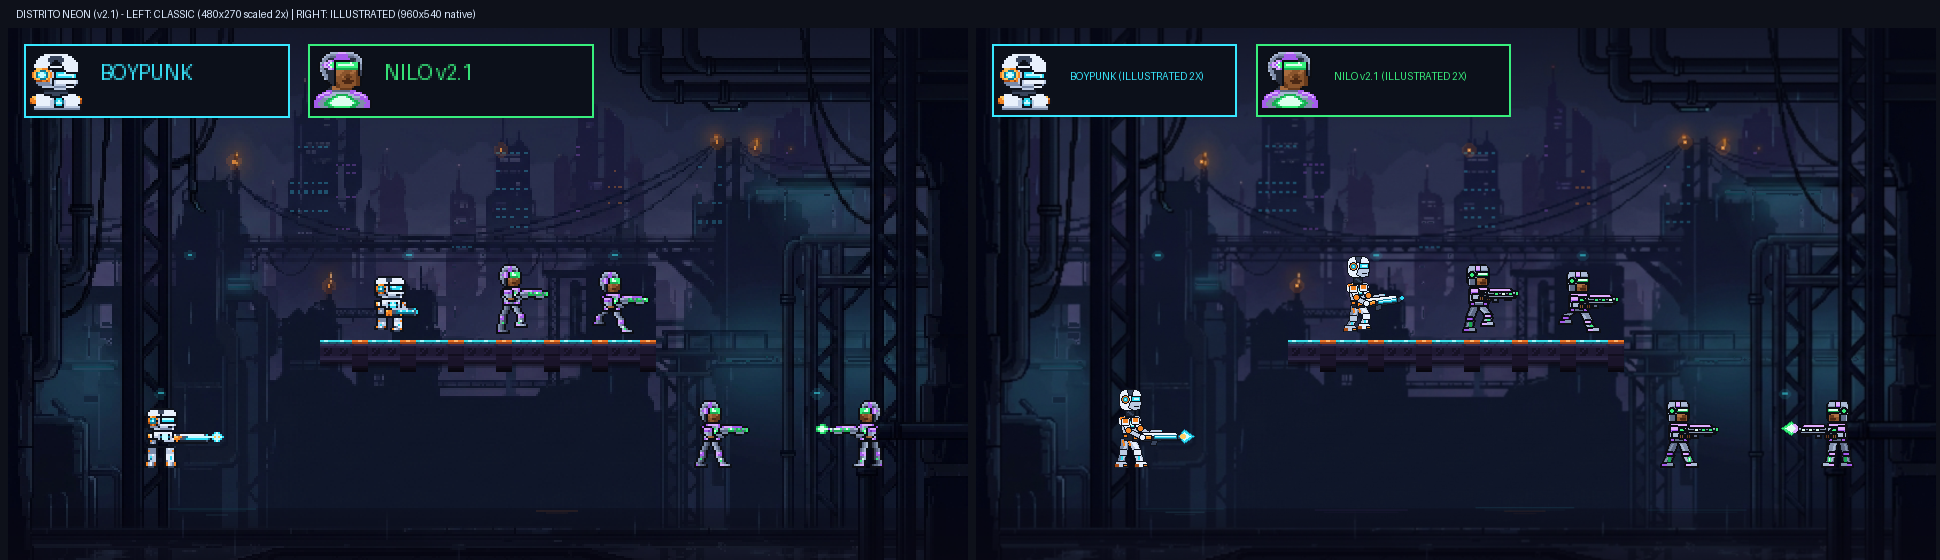 DISTRITO NEON (v2.1) - LEFT: CLASSIC (480x270 scaled 2x) | RIGHT: ILLUSTRATED (960x540 native)
BOYPUNK
NILO v2.1
BOYPUNK (ILLUSTRATED 2X)
NILO v2.1 (ILLUSTRATED 2X)